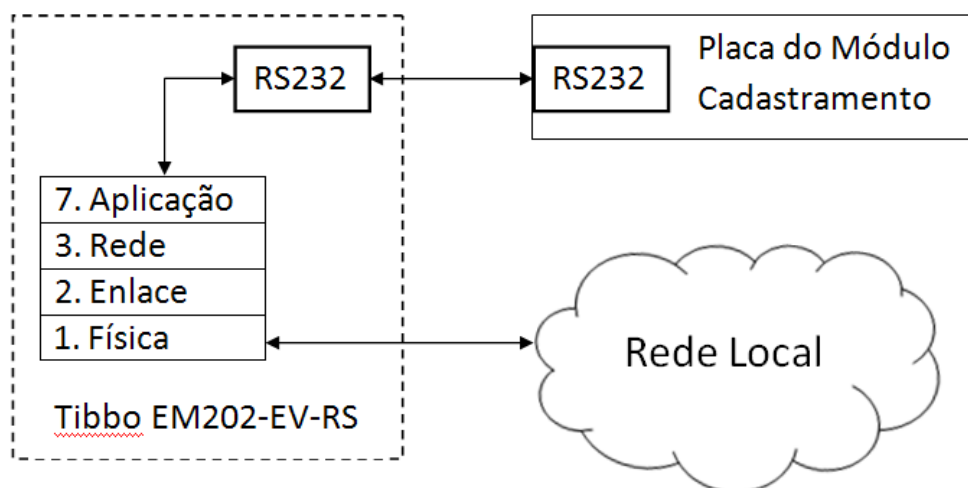 RS232
RS232
Placa do Módulo
Cadastramento
7. Aplicação
3. Rede
2. Enlace
1. Física
Rede Local
Tibbo EM202-EV-RS